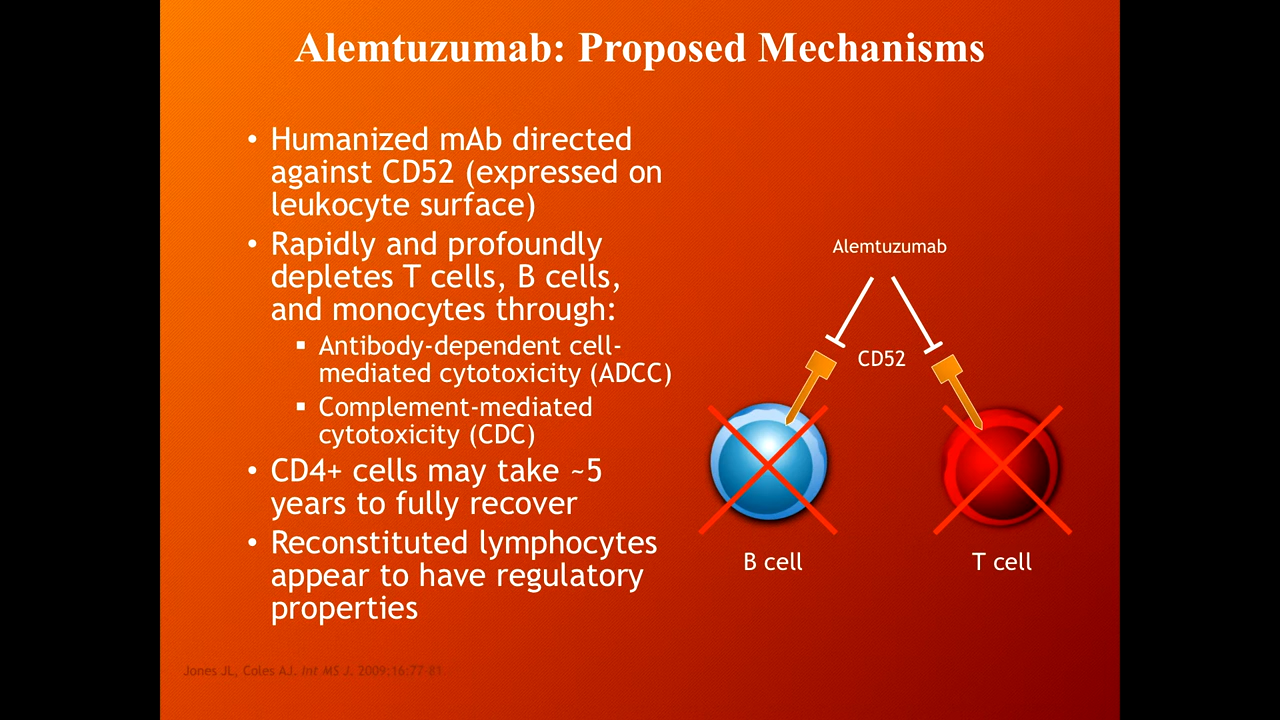 Alemtuzumab: Proposed Mechanisms
• Humanized mAb directed
against CD52 (expressed on
leukocyte surface)
• Rapidly and profoundly
depletes T cells, B cells,
and monocytes through:
▪ Antibody-dependent cell-
mediated cytotoxicity (ADCC)
▪ Complement-mediated
cytotoxicity (CDC)
• CD4+ cells may take ~5
years to fully recover
• Reconstituted lymphocytes
appear to have regulatory
properties
Alemtuzumab
CD52
B cell
T cell
Jones JL, Coles AJ. Int MS J. 2009;16:77-81